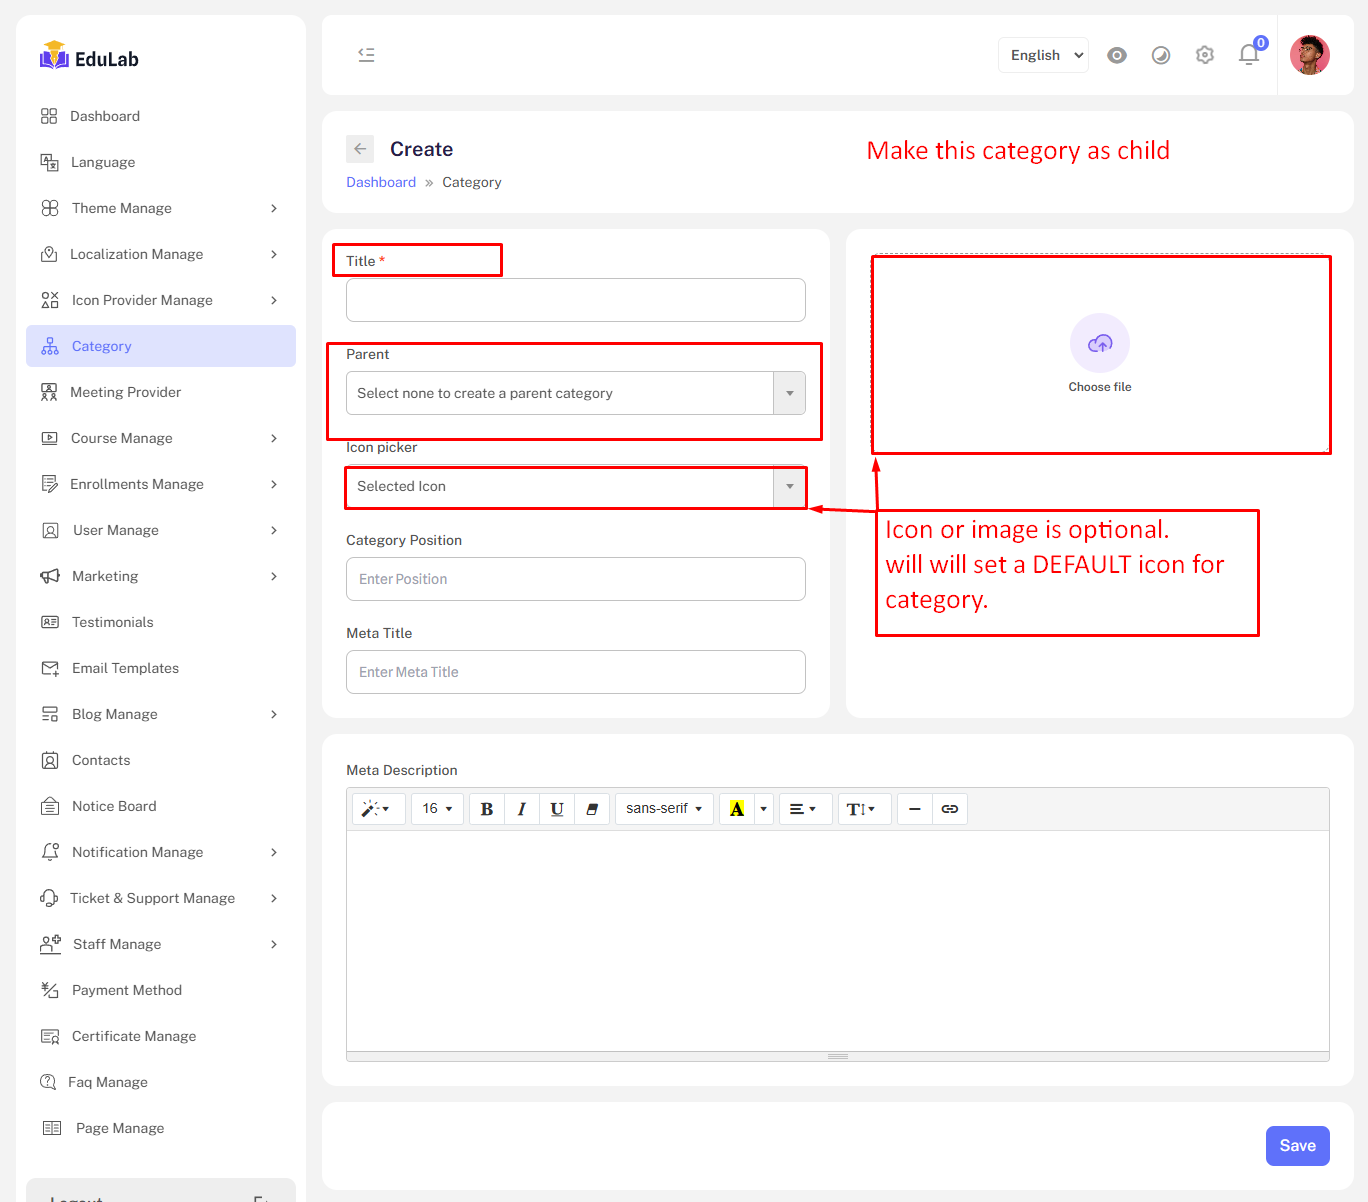 EduLab
Dashboard
Language
Theme Manage
Localization Manage
Icon Provider Manage
Category
Meeting Provider
Course Manage
Enrollments Manage
User Manage
Marketing
Testimonials
Email Templates
Blog Manage
Contacts
Notice Board
Notification Manage
Ticket & Support Manage
Staff Manage
Payment Method
Certificate Manage
Faq Manage
Page Manage
Logout
English
0
Create
Dashboard » Category
Make this category as child
Title *
Parent
Select none to create a parent category
Icon picker
Selected Icon
Category Position
Enter Position
Meta Title
Enter Meta Title
Choose file
Icon or image is optional.
will will set a DEFAULT icon for
category.
Meta Description
16 B I U sans-serif A T
Save